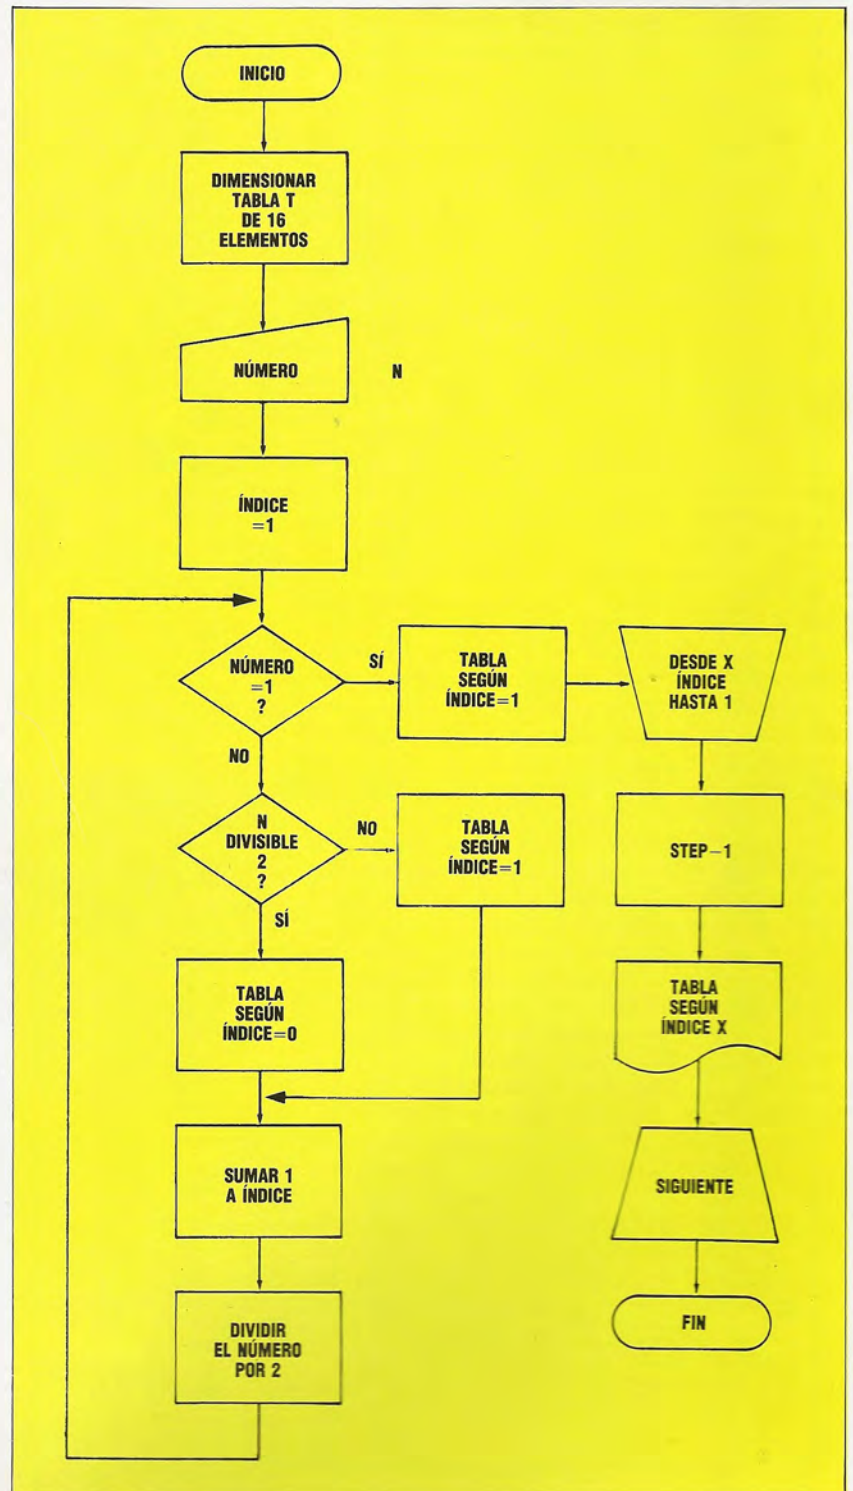 INICIO
DIMENSIONAR
TABLA T
DE 16
ELEMENTOS
NÚMERO
N
ÍNDICE
=1
NÚMERO
=1
?
SÍ
TABLA
SEGÚN
ÍNDICE=1
DESDE X
ÍNDICE
HASTA 1
NO
N
DIVISIBLE
2
?
NO
TABLA
SEGÚN
ÍNDICE=1
STEP−1
SÍ
TABLA
SEGÚN
ÍNDICE=0
TABLA
SEGÚN
ÍNDICE X
SUMAR 1
A ÍNDICE
SIGUIENTE
DIVIDIR
EL NÚMERO
POR 2
FIN